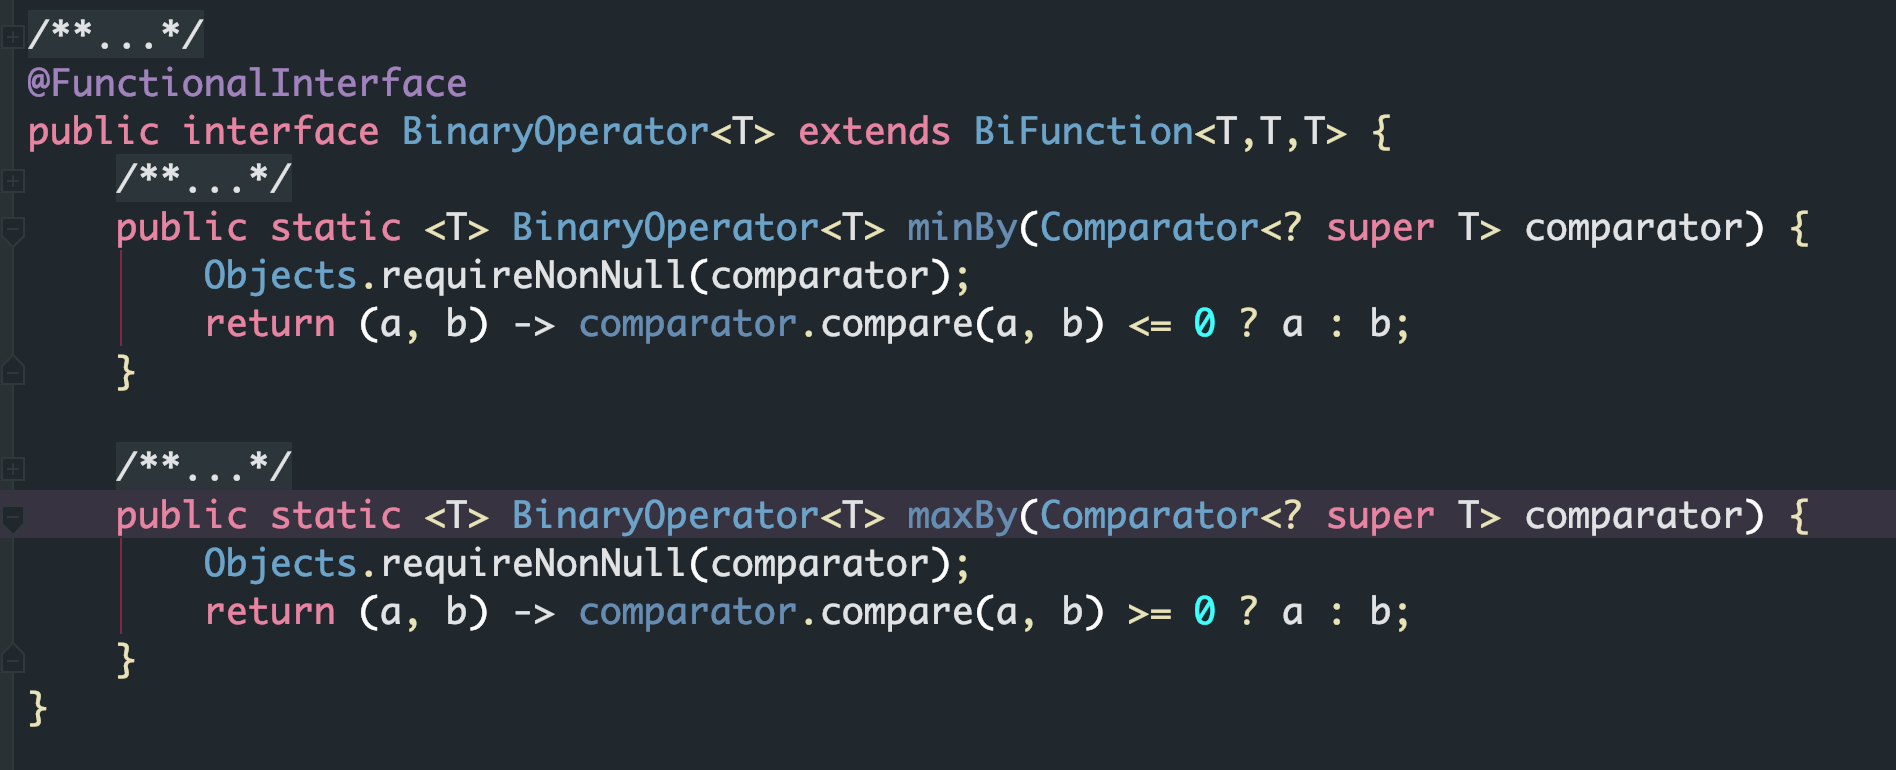 /**...*/
@FunctionalInterface
public interface BinaryOperator<T> extends BiFunction<T,T,T> {
    /**...*/
    public static <T> BinaryOperator<T> minBy(Comparator<? super T> comparator) {
        Objects.requireNonNull(comparator);
        return (a, b) -> comparator.compare(a, b) <= 0 ? a : b;
    }

    /**...*/
    public static <T> BinaryOperator<T> maxBy(Comparator<? super T> comparator) {
        Objects.requireNonNull(comparator);
        return (a, b) -> comparator.compare(a, b) >= 0 ? a : b;
    }
}